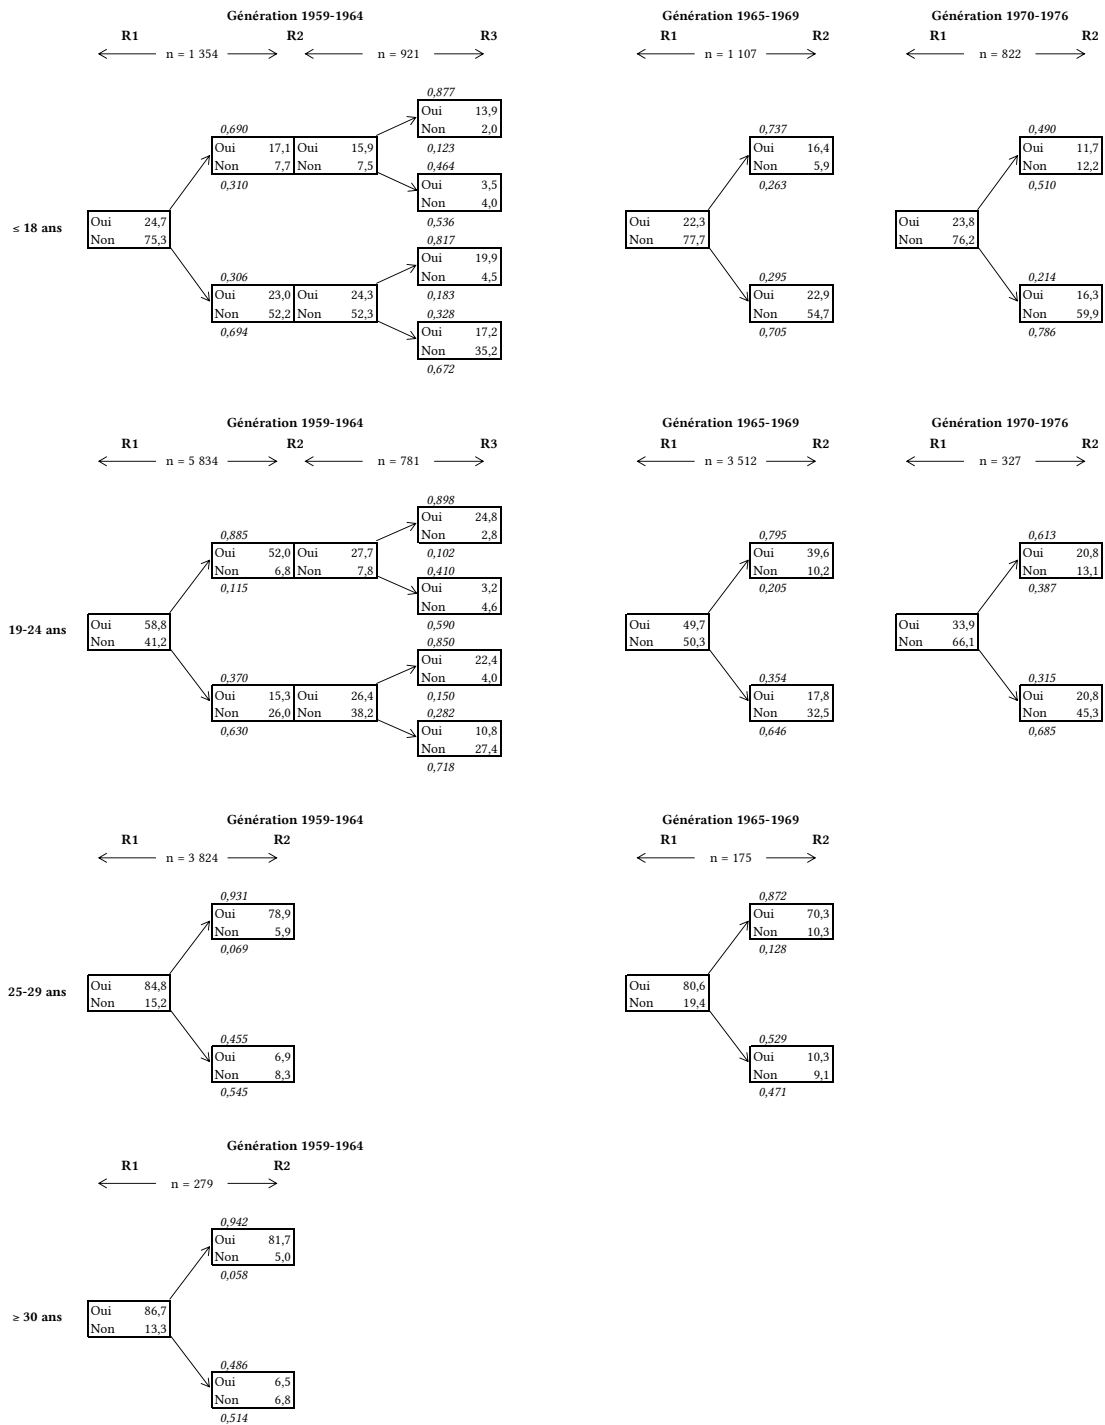 Génération 1959-1964 Génération 1965-1969 Génération 1970-1976
R1 R2 R3 R1 R2 R1 R2
n = 1 354 n = 921 n = 1 107 n = 822
0,877
Oui 13,9
0,690 Non 2,0 0,737 0,490
Oui 17,1 Oui 15,9 0,123 Oui 16,4 Oui 11,7
Non 7,7 Non 7,5 0,464 Non 5,9 Non 12,2
0,310 Oui 3,5 0,263 0,510
Non 4,0
Oui 24,7 0,536 Oui 22,3 Oui 23,8
≤ 18 ans
Non 75,3 0,817 Non 77,7 Non 76,2
Oui 19,9
0,306 Non 4,5 0,295 0,214
Oui 23,0 Oui 24,3 0,183 Oui 22,9 Oui 16,3
Non 52,2 Non 52,3 0,328 Non 54,7 Non 59,9
0,694 Oui 17,2 0,705 0,786
Non 35,2
0,672
Génération 1959-1964 Génération 1965-1969 Génération 1970-1976
R1 R2 R3 R1 R2 R1 R2
n = 5 834 n = 781 n = 3 512 n = 327
0,898
Oui 24,8
0,885 Non 2,8 0,795 0,613
Oui 52,0 Oui 27,7 0,102 Oui 39,6 Oui 20,8
Non 6,8 Non 7,8 0,410 Non 10,2 Non 13,1
0,115 Oui 3,2 0,205 0,387
Non 4,6
Oui 58,8 0,590 Oui 49,7 Oui 33,9
19-24 ans
Non 41,2 0,850 Non 50,3 Non 66,1
Oui 22,4
0,370 Non 4,0 0,354 0,315
Oui 15,3 Oui 26,4 0,150 Oui 17,8 Oui 20,8
Non 26,0 Non 38,2 0,282 Non 32,5 Non 45,3
0,630 Oui 10,8 0,646 0,685
Non 27,4
0,718
Génération 1959-1964 Génération 1965-1969
R1 R2 R1 R2
n = 3 824 n = 175
0,931 0,872
Oui 78,9 Oui 70,3
Non 5,9 Non 10,3
0,069 0,128
Oui 84,8 Oui 80,6
25-29 ans
Non 15,2 Non 19,4
0,455 0,529
Oui 6,9 Oui 10,3
Non 8,3 Non 9,1
0,545 0,471
Génération 1959-1964
R1 R2
n = 279
0,942
Oui 81,7
Non 5,0
0,058
Oui 86,7
≥ 30 ans
Non 13,3
0,486
Oui 6,5
Non 6,8
0,514